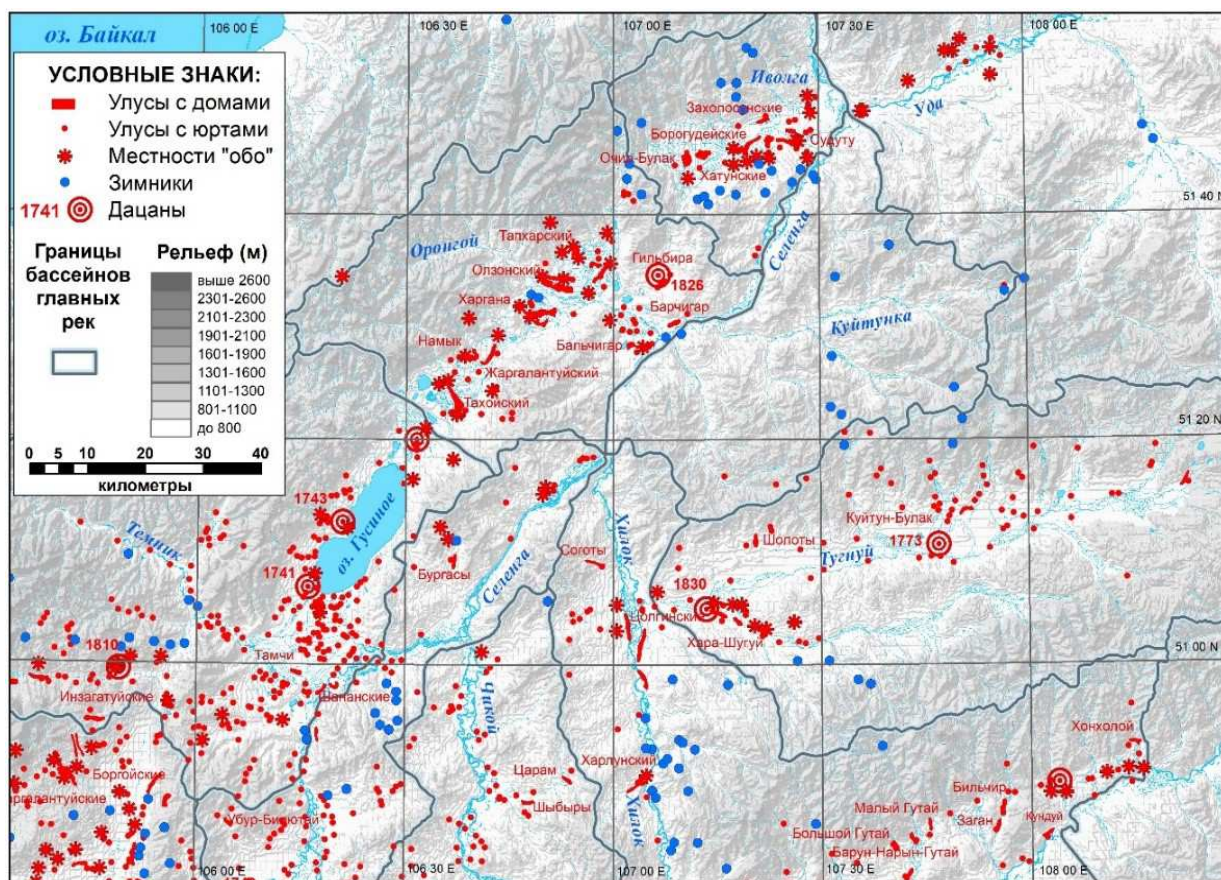 оз. Байкал
106 00 E
106 30 E
107 00 E
107 30 E
108 00 E
УСЛОВНЫЕ ЗНАКИ:
Улусы с домами
Улусы с юртами
Местности "обо"
Зимники
1741 Дацаны
Границы
бассейнов
главных
рек
Рельеф (м)
выше 2600
2301-2600
2101-2300
1901-2100
1601-1900
1301-1600
1101-1300
801-1100
до 800
0 5 10 20 30 40
километры
Иволга
Захолосонские
Уда
Борогудейские
Судуту
Очир-Булак
Хатунские
51 40 N
Селенга
Оронгой
Тапхарский
Гильбира
Олзонский
1826
Харгана
Барчигар
Куйтунка
Намык
Бальчигар
Жаргалантуйский
Тахойский
51 20 N
1743
оз. Гусиное
Темник
Хилок
Куйтун-Булак
Шолоты
1773
Тугнуй
Соготы
1741
Бургасы
Селенга
1830
Цолгинские
Хара-Шугуй
1810
51 00 N
Тамчи
Инзагатуйские
Шананские
Чикой
Хонхолой
Харлунский
Царам
Боргойские
Бильчир
аргалантуйские
Шыбыры
Малый Гутай
Убур-Билютай
Хилок
Большой Гутай
Заган
Кундуй
Барун-Нарын-Гутай
106 00 E
106 30 E
107 00 E
107 30 E
108 00 E